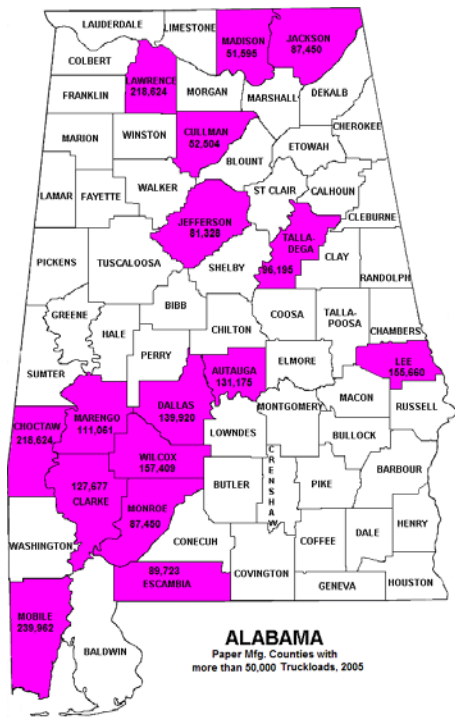 LAUDERDALE
LIMESTONE
MADISON
51,595
JACKSON
87,450
COLBERT
LAWRENCE
218,624
FRANKLIN
MORGAN
MARSHALL
DEKALB
CHEROKEE
MARION
WINSTON
CULLMAN
52,504
BLOUNT
ETOWAH
LAMAR
FAYETTE
WALKER
ST CLAIR
CALHOUN
CLEBURNE
JEFFERSON
81,328
TALLA-
DEGA
96,195
PICKENS
TUSCALOOSA
SHELBY
CLAY
RANDOLPH
GREENE
HALE
BIBB
CHILTON
COOSA
TALLA-
POOSA
CHAMBERS
SUMTER
PERRY
AUTAUGA
131,175
ELMORE
LEE
155,660
CHOCTAW
218,624
MARENGO
111,051
DALLAS
139,920
LOWNDES
MONTGOMERY
MACON
RUSSELL
BULLOCK
WILCOX
157,409
127,677
CLARKE
MONROE
87,450
BUTLER
CRENSHAW
PIKE
BARBOUR
WASHINGTON
CONECUH
COFFEE
DALE
HENRY
89,723
ESCAMBIA
COVINGTON
GENEVA
HOUSTON
MOBILE
239,962
BALDWIN
ALABAMA
Paper Mfg. Counties with
more than 50,000 Truckloads, 2005